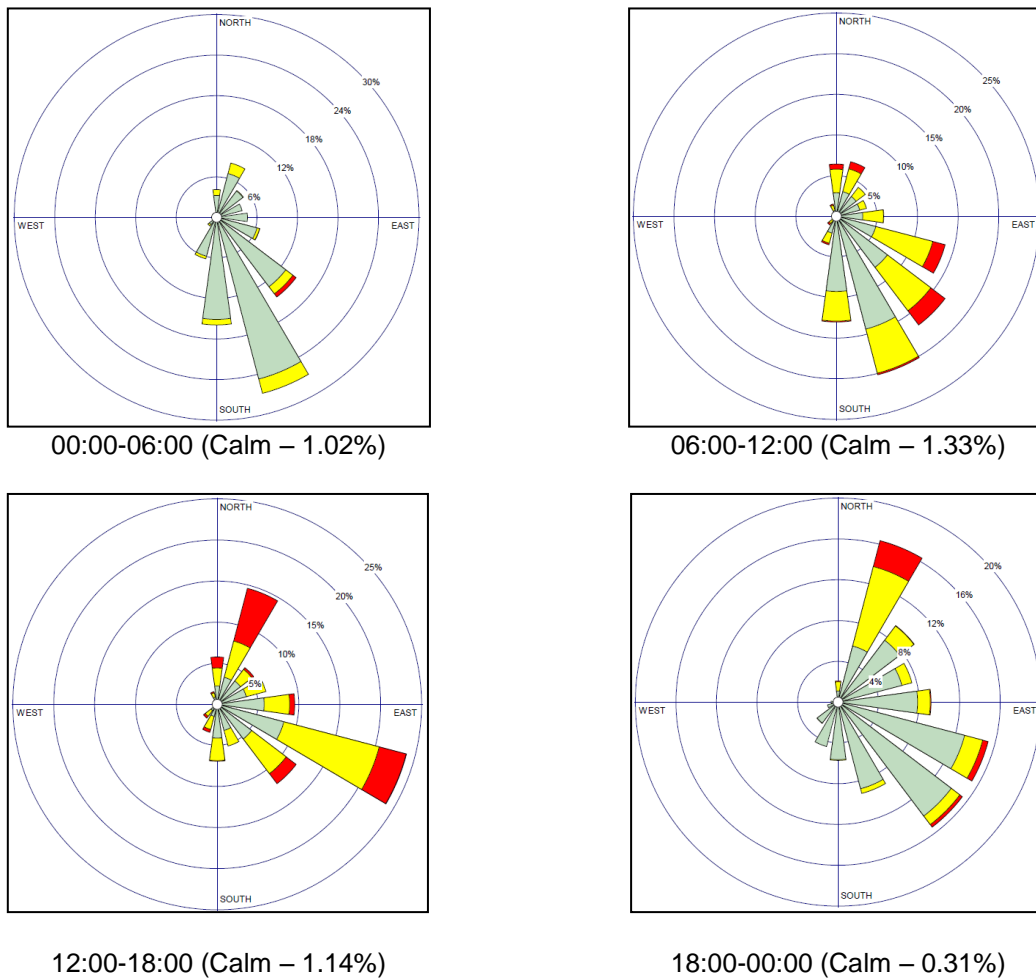 NORTH
30%
24%
18%
12%
6%
WEST
EAST
SOUTH
00:00-06:00 (Calm – 1.02%)
NORTH
25%
20%
15%
10%
5%
WEST
EAST
SOUTH
06:00-12:00 (Calm – 1.33%)
NORTH
25%
20%
15%
10%
5%
WEST
EAST
SOUTH
12:00-18:00 (Calm – 1.14%)
NORTH
20%
16%
12%
8%
4%
WEST
EAST
SOUTH
18:00-00:00 (Calm – 0.31%)